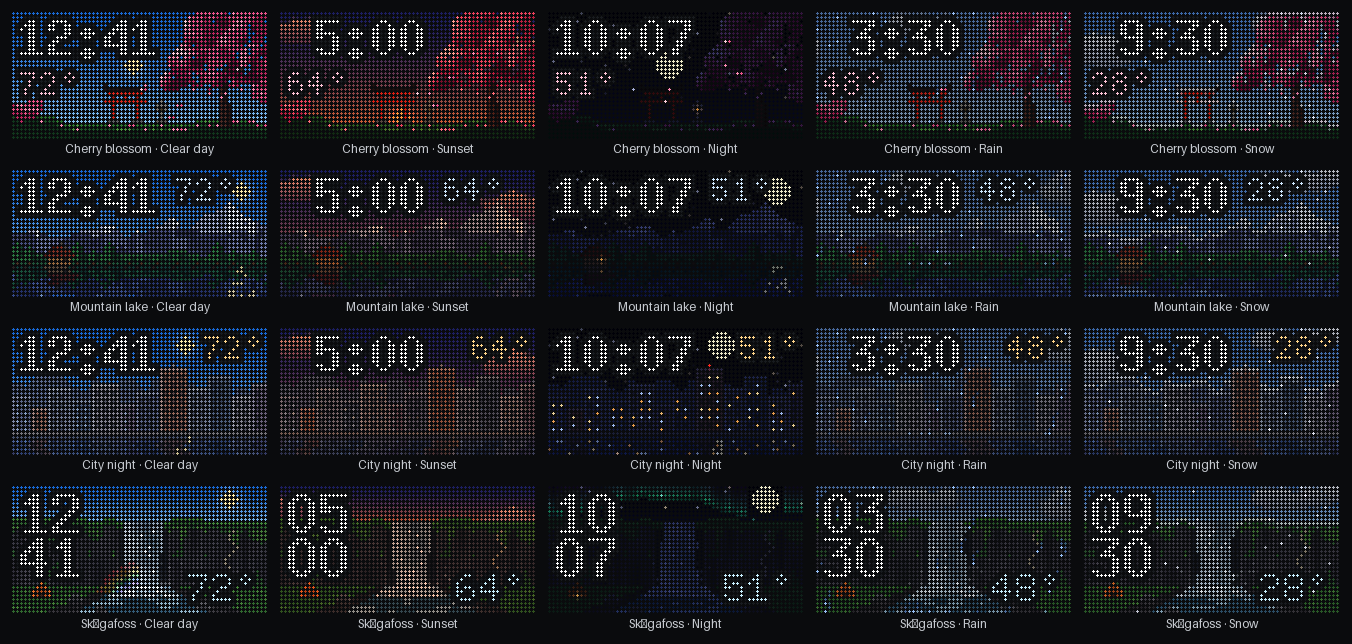 12:41
72°
Cherry blossom · Clear day
5:00
64°
Cherry blossom · Sunset
10:07
51°
Cherry blossom · Night
3:30
48°
Cherry blossom · Rain
9:30
28°
Cherry blossom · Snow
12:41 72°
Mountain lake · Clear day
5:00 64°
Mountain lake · Sunset
10:07 51°
Mountain lake · Night
3:30 48°
Mountain lake · Rain
9:30 28°
Mountain lake · Snow
12:41 72°
City night · Clear day
5:00 64°
City night · Sunset
10:07 51°
City night · Night
3:30 48°
City night · Rain
9:30 28°
City night · Snow
12
41
72°
Sk▯gafoss · Clear day
05
00
64°
Sk▯gafoss · Sunset
10
07
51°
Sk▯gafoss · Night
03
30
48°
Sk▯gafoss · Rain
09
30
28°
Sk▯gafoss · Snow